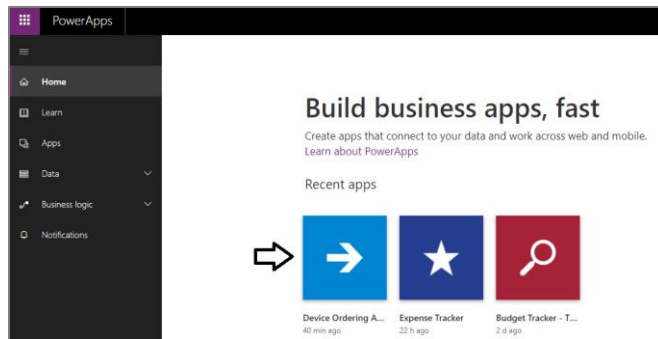 PowerApps
Home
Learn
Apps
Data
Business logic
Notifications
Build business apps, fast
Create apps that connect to your data and work across web and mobile.
Learn about PowerApps
Recent apps
Device Ordering A...
40 min ago
Expense Tracker
22 h ago
Budget Tracker - T...
2 d ago